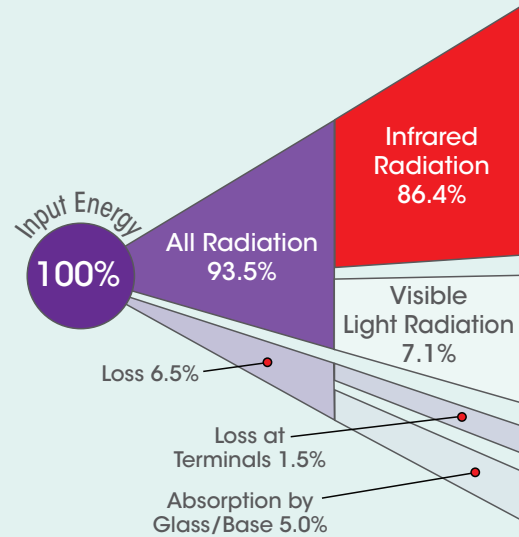 Input Energy
100%
All Radiation
93.5%
Infrared
Radiation
86.4%
Visible
Light Radiation
7.1%
Loss 6.5%
Loss at
Terminals 1.5%
Absorption by
Glass/Base 5.0%